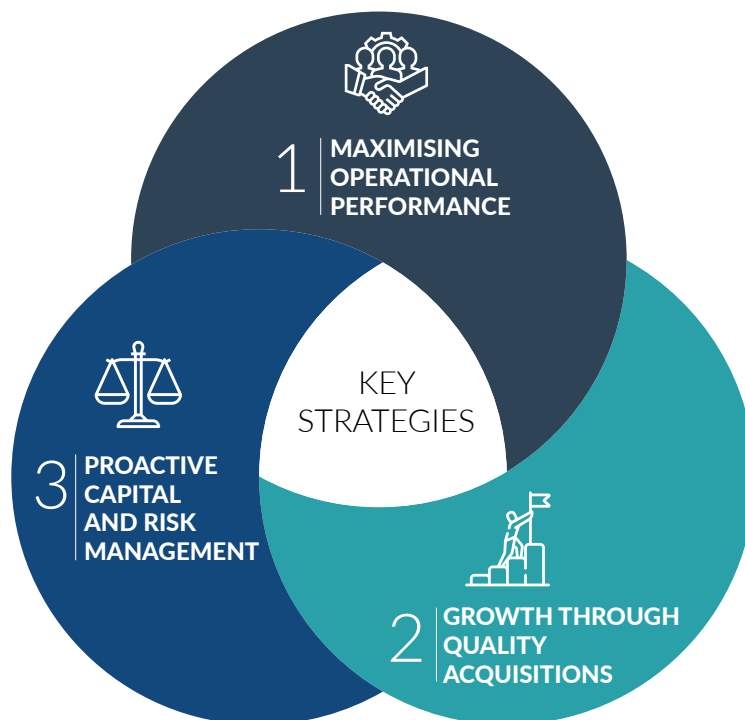 1
MAXIMISING
OPERATIONAL
PERFORMANCE
KEY
STRATEGIES
3
PROACTIVE
CAPITAL
AND RISK
MANAGEMENT
2
GROWTH THROUGH
QUALITY
ACQUISITIONS